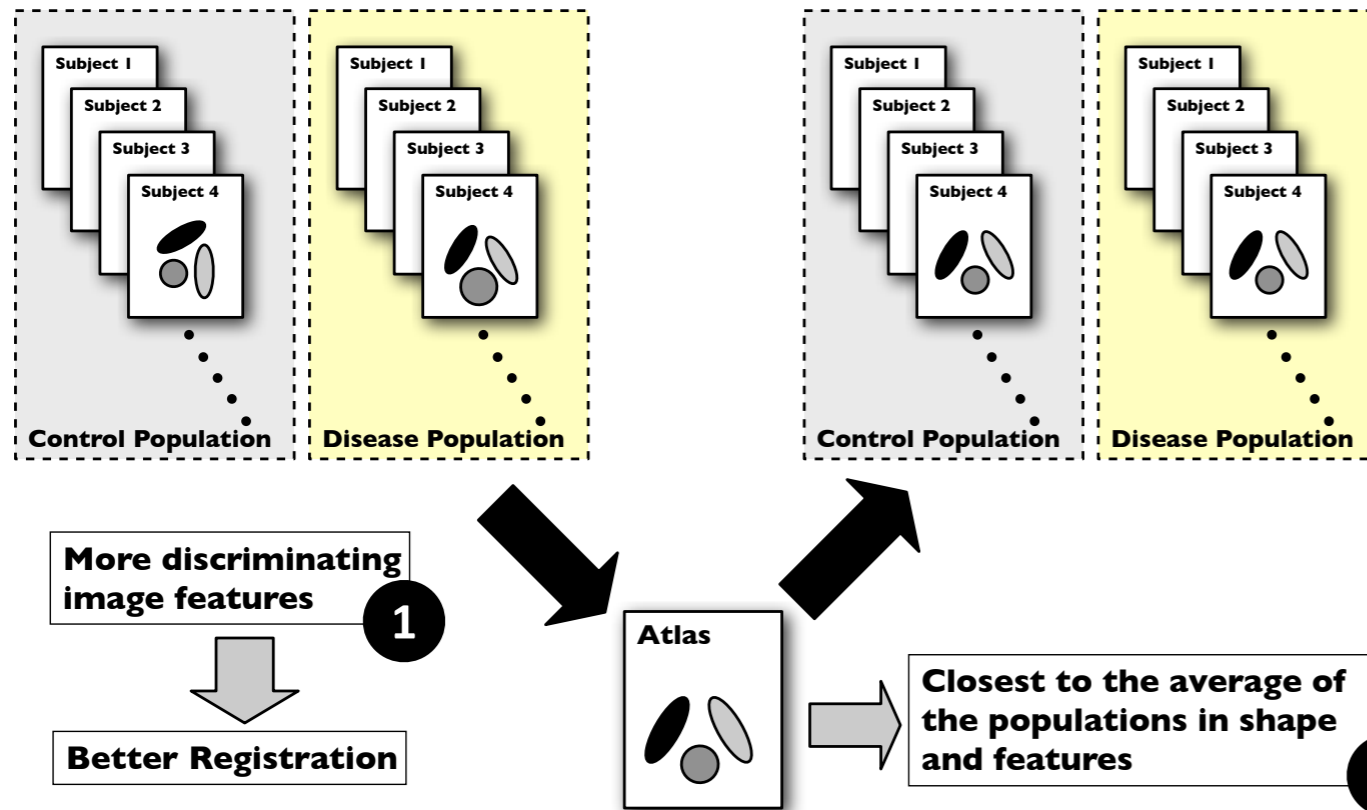 Subject 1
Subject 2
Subject 3
Subject 4
Control Population
Subject 1
Subject 2
Subject 3
Subject 4
Disease Population
Subject 1
Subject 2
Subject 3
Subject 4
Control Population
Subject 1
Subject 2
Subject 3
Subject 4
Disease Population
More discriminating
image features
1
Better Registration
Atlas
Closest to the average of
the populations in shape
and features